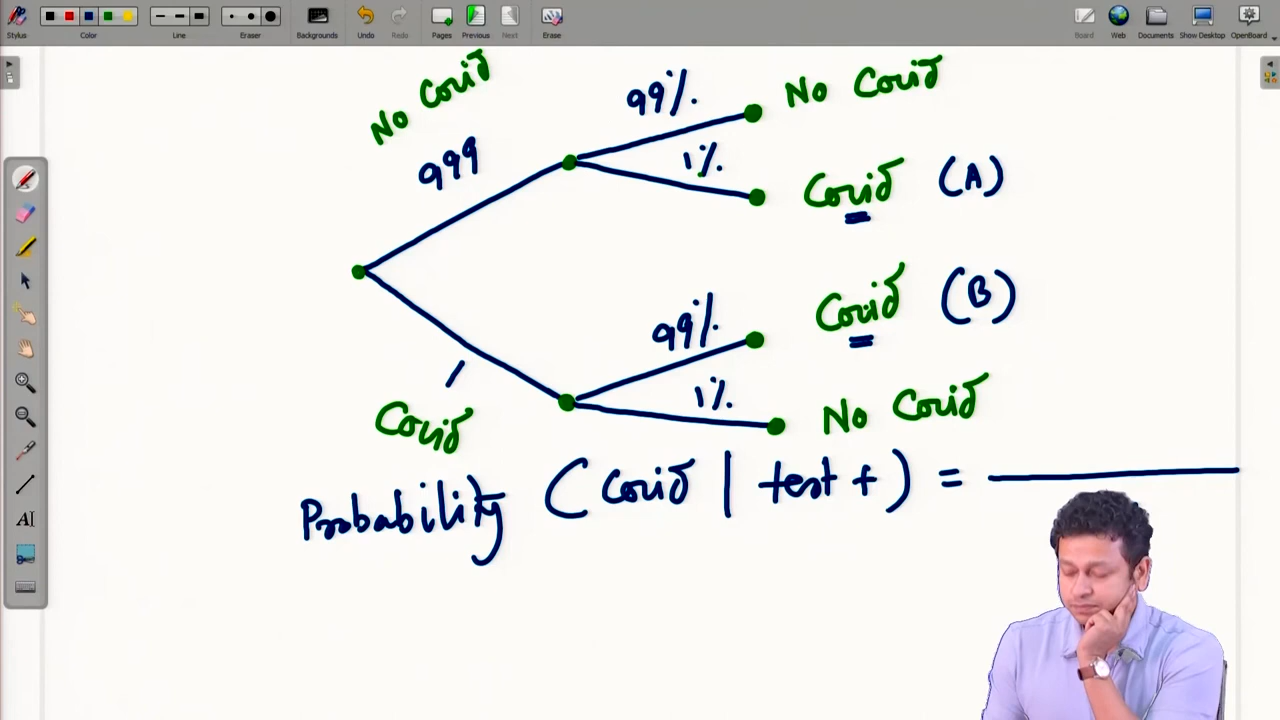 Stylus Color Line Eraser Backgrounds Undo Redo Pages Previous Next Erase Board Web Documents Show Desktop OpenBoard
No Covid
99%.
No Covid
999
1%
Covid (A)
Covid (B)
99%.
1%.
Covid
No Covid
Probability (Covid | test +) =
AI